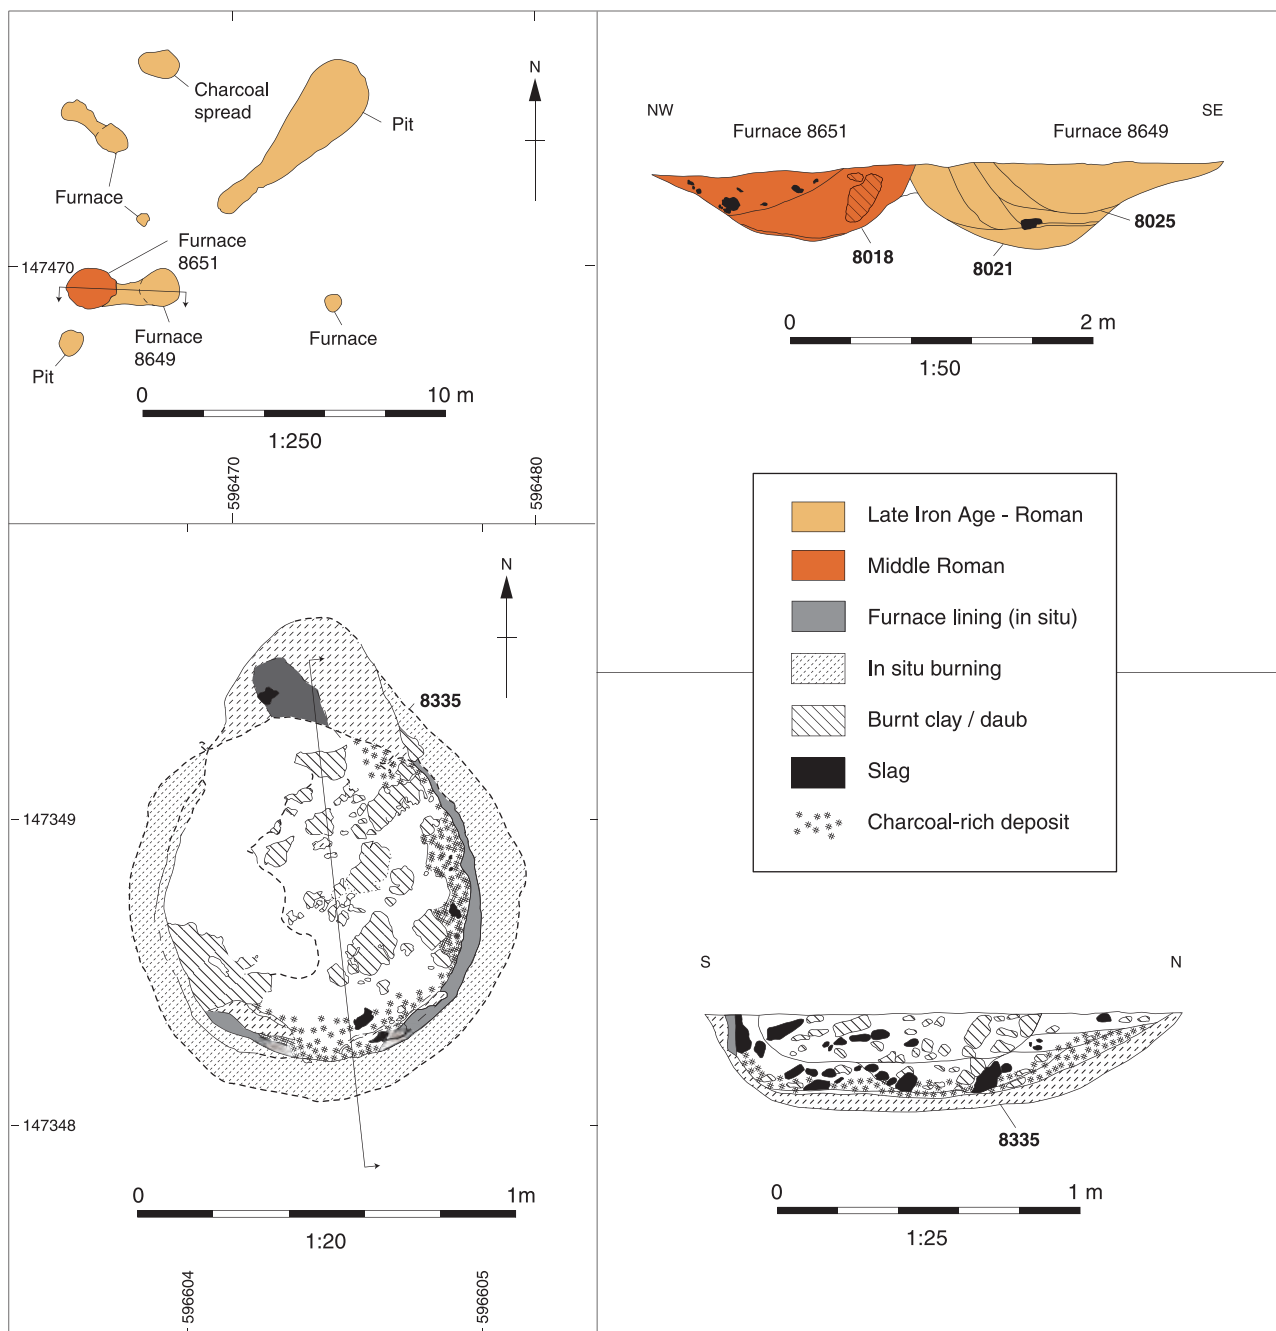 N
Charcoal
spread
Pit
Furnace
Furnace
8651
147470
Furnace
8649
Furnace
Pit
0
10 m
1:250
596470
596480
NW
SE
Furnace 8651
Furnace 8649
8025
8018
8021
0
2 m
1:50
Late Iron Age - Roman
Middle Roman
Furnace lining (in situ)
In situ burning
Burnt clay / daub
Slag
Charcoal-rich deposit
N
8335
147349
147348
0
1m
1:20
596604
596605
S
N
8335
0
1 m
1:25